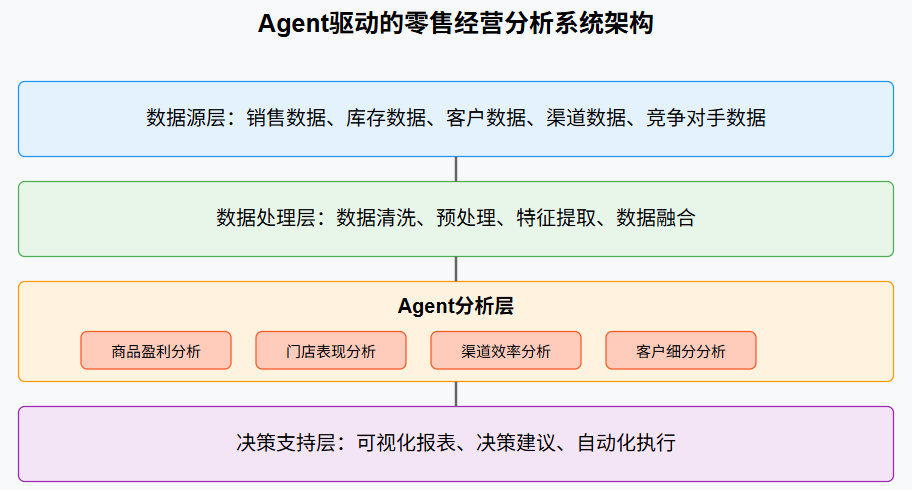 Agent驱动的零售经营分析系统架构
数据源层：销售数据、库存数据、客户数据、渠道数据、竞争对手数据
数据处理层：数据清洗、预处理、特征提取、数据融合
Agent分析层
商品盈利分析
门店表现分析
渠道效率分析
客户细分分析
决策支持层：可视化报表、决策建议、自动化执行